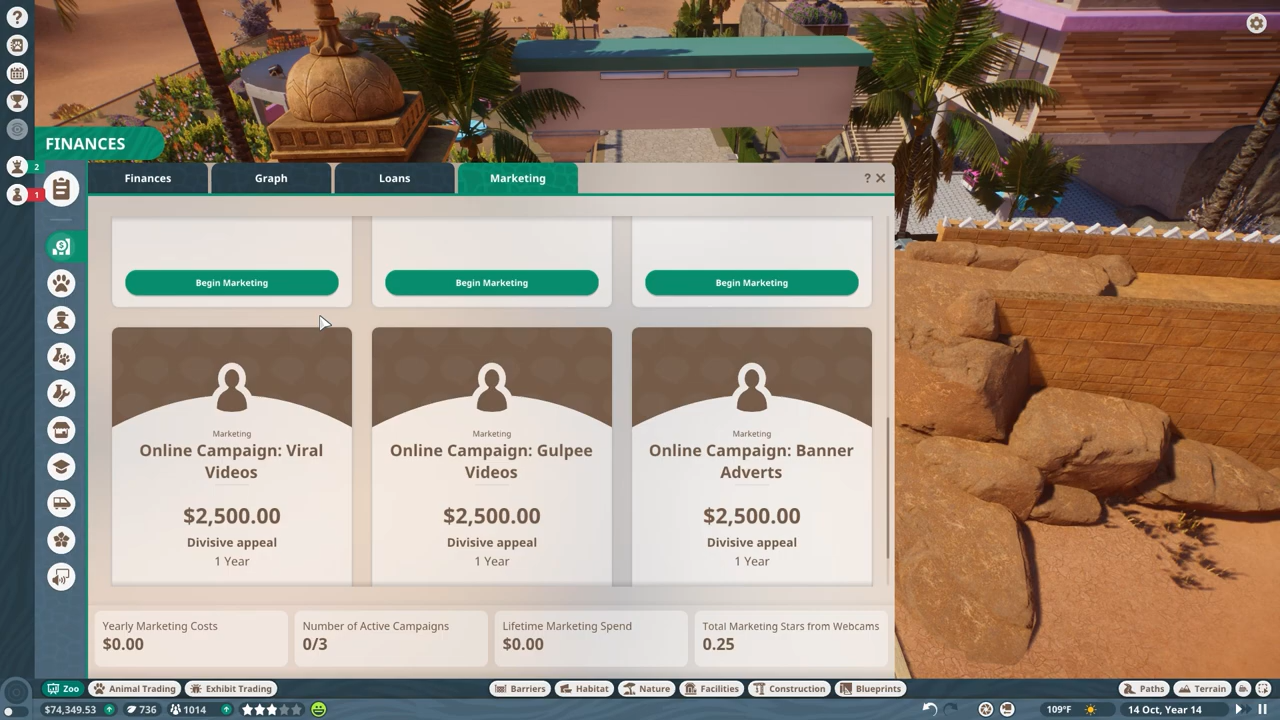 FINANCES
2
1
Finances
Graph
Loans
Marketing
?
Begin Marketing
Begin Marketing
Begin Marketing
Marketing
Online Campaign: Viral
Videos
$2,500.00
Divisive appeal
1 Year
Marketing
Online Campaign: Gulpee
Videos
$2,500.00
Divisive appeal
1 Year
Marketing
Online Campaign: Banner
Adverts
$2,500.00
Divisive appeal
1 Year
Yearly Marketing Costs
$0.00
Number of Active Campaigns
0/3
Lifetime Marketing Spend
$0.00
Total Marketing Stars from Webcams
0.25
Zoo
Animal Trading
Exhibit Trading
Barriers
Habitat
Nature
Facilities
Construction
Blueprints
Paths
Terrain
$74,349.53
736
1014
109°F
14 Oct, Year 14